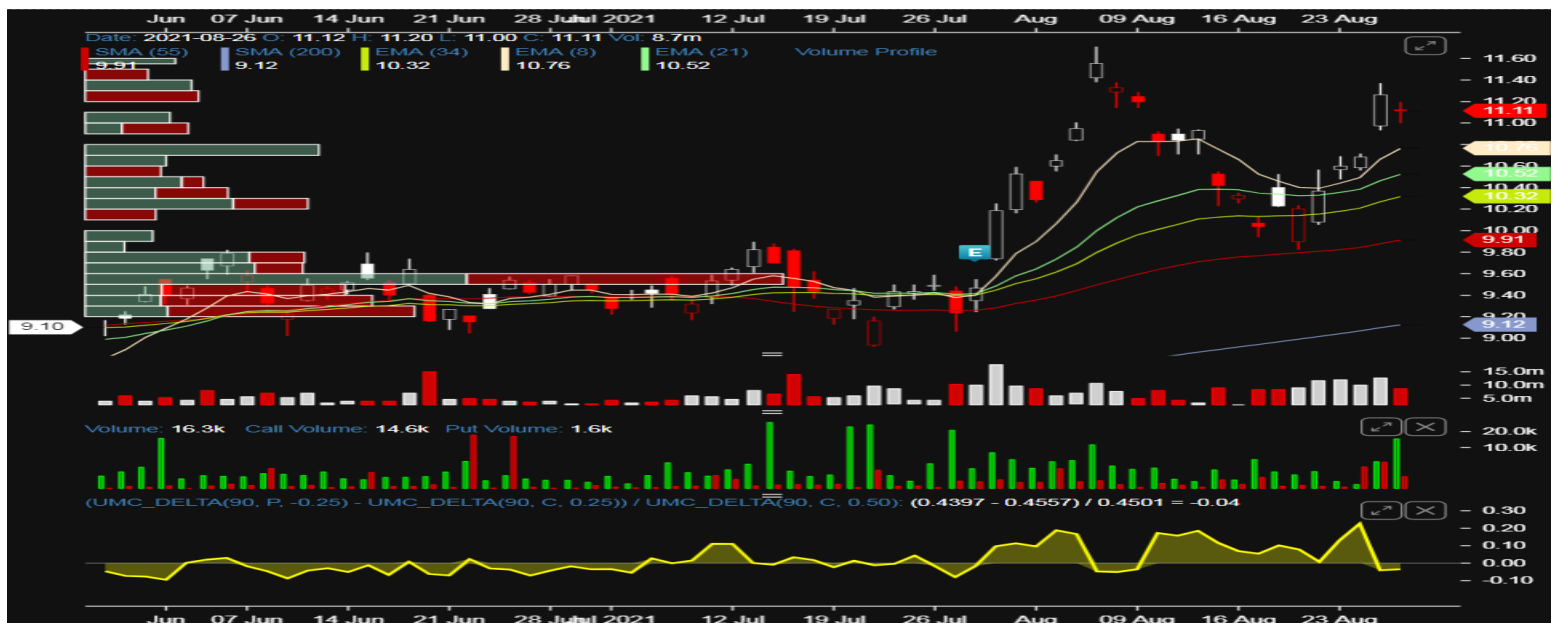 Jun 07 Jun 14 Jun 21 Jun 28 Jun Jul 2021 12 Jul 19 Jul 26 Jul Aug 09 Aug 16 Aug 23 Aug
Date: 2021-08-26 O: 11.12 H: 11.20 L: 11.00 C: 11.11 Vol: 8.7m
SMA (55) SMA (200) EMA (34) EMA (8) EMA (21) Volume Profile
9.91 9.12 10.32 10.76 10.52
11.60
11.40
11.20
11.11
11.00
10.76
10.60
10.52
10.40
10.32
10.20
10.00
9.91
9.80
9.60
E
9.40
9.20
9.12
9.10
9.00
15.0m
10.0m
5.0m
Volume: 16.3k Call Volume: 14.6k Put Volume: 1.6k
20.0k
10.0k
(UMC_DELTA(90, P, -0.25) - UMC_DELTA(90, C, 0.25)) / UMC_DELTA(90, C, 0.50): (0.4397 - 0.4557) / 0.4501 = -0.04
0.30
0.20
0.10
0.00
-0.10
Jun 07 Jun 14 Jun 21 Jun 28 Jun Jul 2021 12 Jul 19 Jul 26 Jul Aug 09 Aug 16 Aug 23 Aug